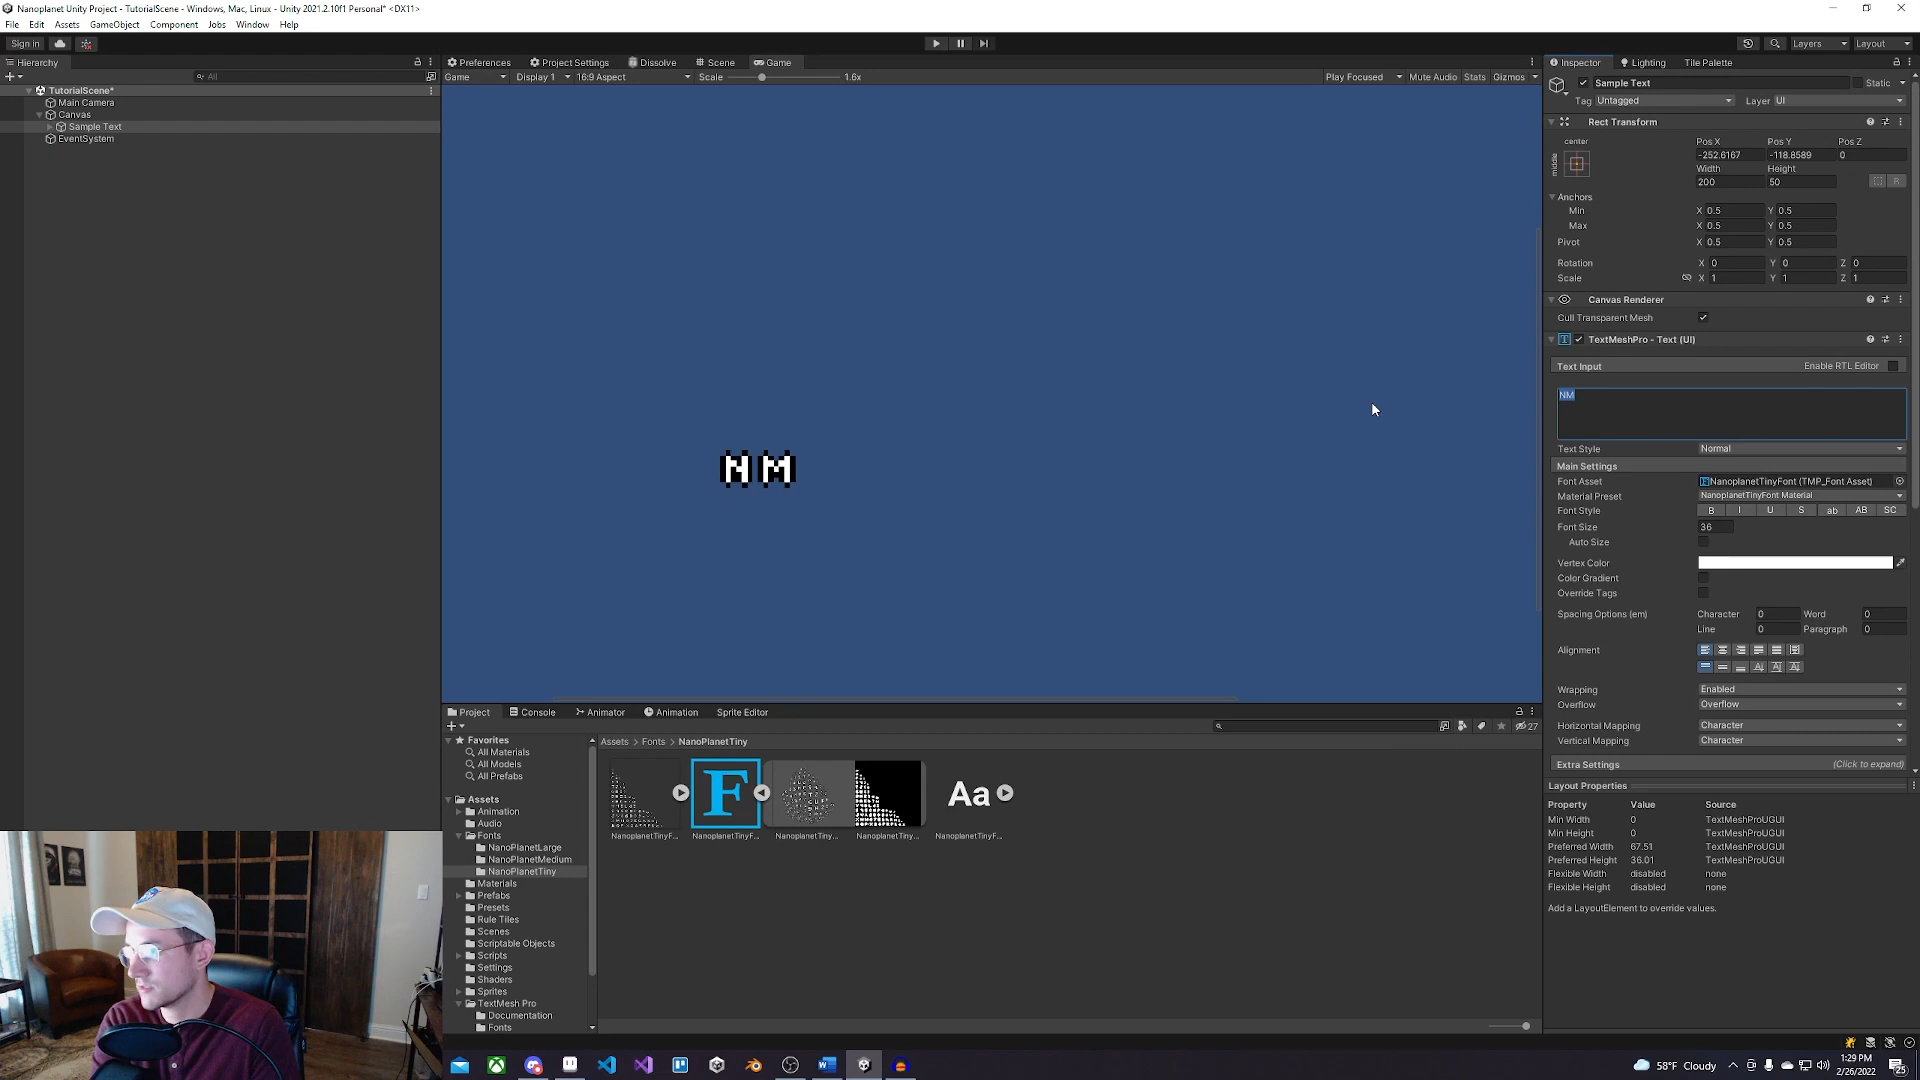 Nanoplanet Unity Project - TutorialScene - Windows, Mac, Linux - Unity 2021.2.10f1 Personal* <DX11>
File Edit Assets GameObject Component Jobs Window Help
Sign in Layers Layout
Hierarchy
All
TutorialScene*
Main Camera
Canvas
Sample Text
EventSystem
Preferences Project Settings Dissolve Scene Game
Game Display 1 16:9 Aspect Scale 1.6x Play Focused Mute Audio Stats Gizmos
NM
Inspector Lighting Tile Palette
Sample Text Static
Tag Untagged Layer UI
Rect Transform
center
middle
Pos X Pos Y Pos Z
-252.6167 -118.8589 0
Width Height
200 50
R
Anchors
Min X 0.5 Y 0.5
Max X 0.5 Y 0.5
Pivot X 0.5 Y 0.5
Rotation X 0 Y 0 Z 0
Scale X 1 Y 1 Z 1
Canvas Renderer
Cull Transparent Mesh
TextMeshPro - Text (UI)
Text Input Enable RTL Editor
NM
Text Style Normal
Main Settings
Font Asset NanoplanetTinyFont (TMP_Font Asset)
Material Preset NanoplanetTinyFont Material
Font Style B I U S ab AB SC
Font Size 36
Auto Size
Vertex Color
Color Gradient
Override Tags
Spacing Options (em) Character 0 Word 0
Line 0 Paragraph 0
Alignment
Wrapping Enabled
Overflow Overflow
Horizontal Mapping Character
Vertical Mapping Character
Extra Settings (Click to expand)
Layout Properties
Property Value Source
Min Width 0 TextMeshProUGUI
Min Height 0 TextMeshProUGUI
Preferred Width 67.51 TextMeshProUGUI
Preferred Height 36.01 TextMeshProUGUI
Flexible Width disabled none
Flexible Height disabled none
Add a LayoutElement to override values.
Project Console Animator Animation Sprite Editor
27
Favorites
All Materials
All Models
All Prefabs
Assets
Animation
Audio
Fonts
NanoPlanetLarge
NanoPlanetMedium
NanoPlanetTiny
Materials
Prefabs
Presets
Rule Tiles
Scenes
Scriptable Objects
Scripts
Settings
Shaders
Sprites
TextMesh Pro
Documentation
Fonts
Assets > Fonts > NanoPlanetTiny
F Aa
NanoplanetTinyF... NanoplanetTinyF... NanoplanetTiny... NanoplanetTiny... NanoplanetTinyF...
58°F Cloudy
1:29 PM
2/26/2022
25